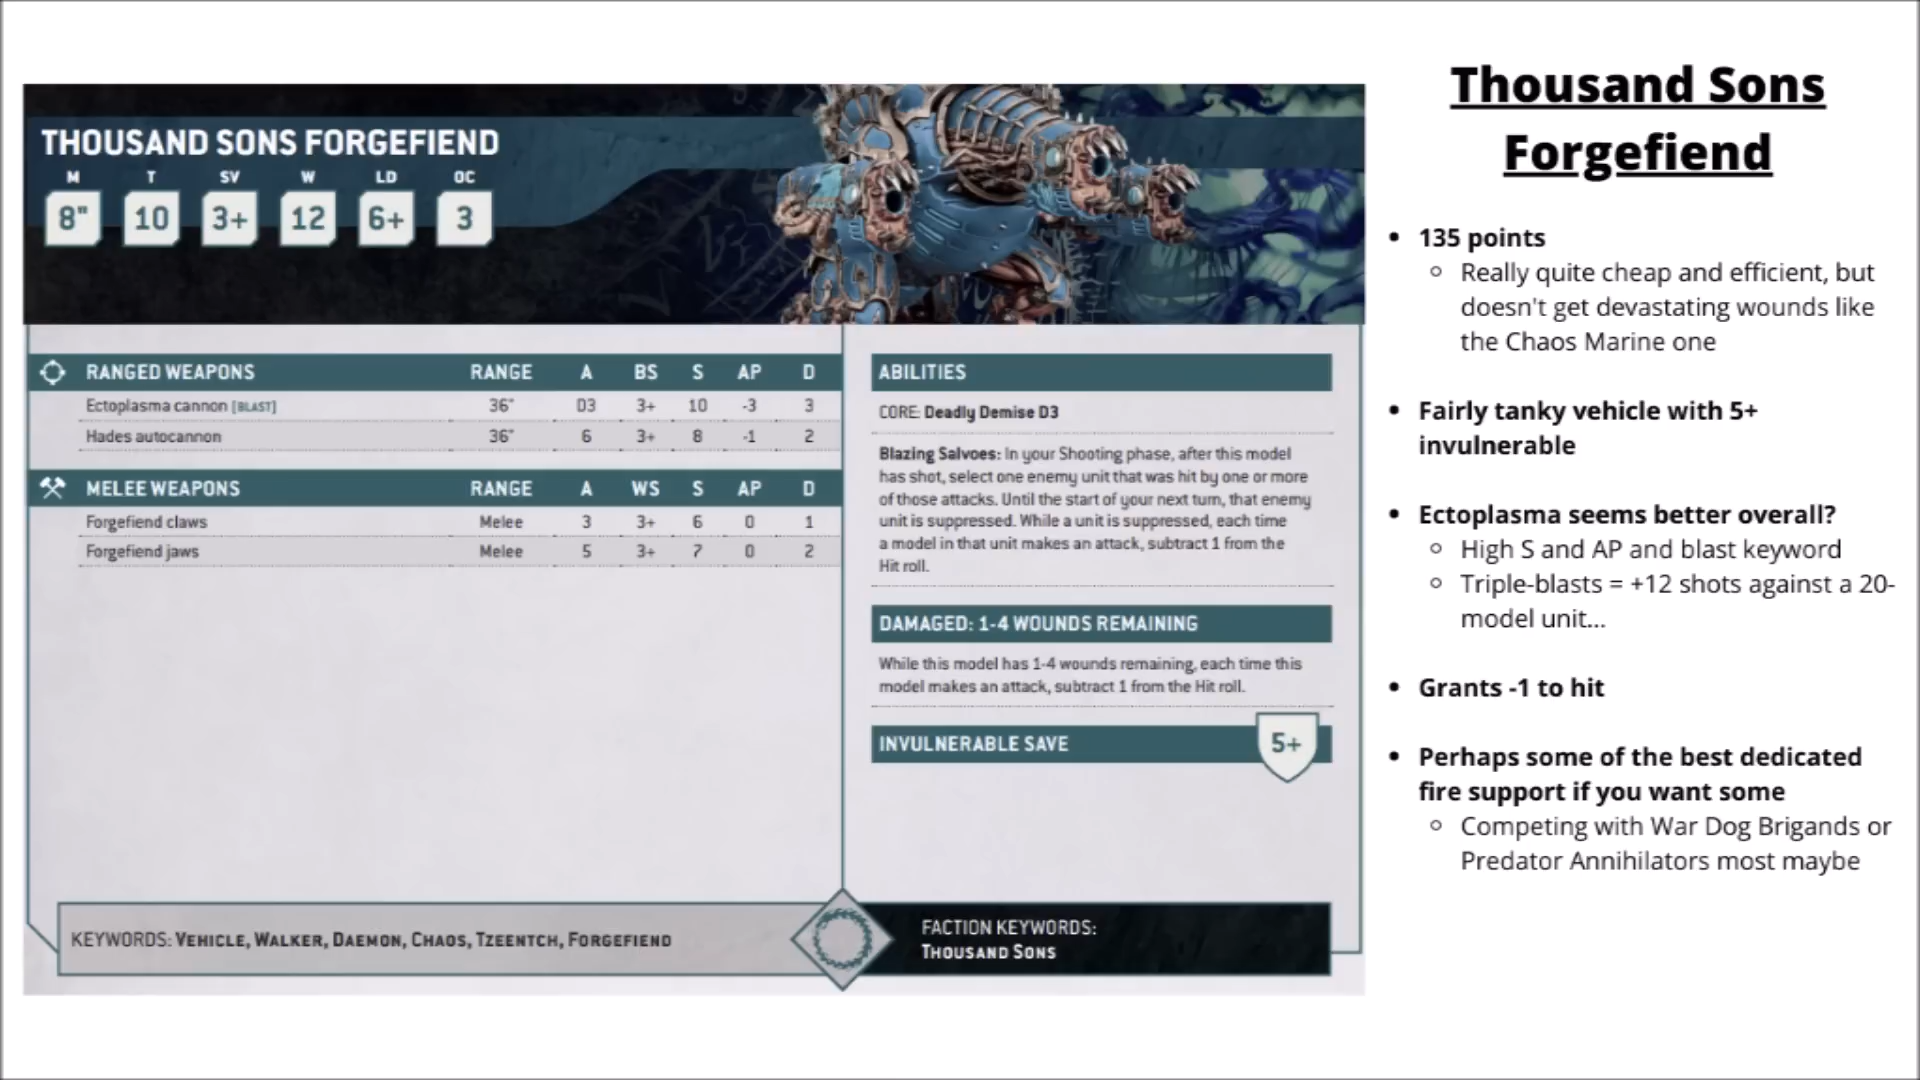 THOUSAND SONS FORGEFIEND
M T SV W LD OC
8" 10 3+ 12 6+ 3
RANGED WEAPONS RANGE A BS S AP D
Ectoplasma cannon [BLAST] 36" D3 3+ 10 -3 3
Hades autocannon 36" 6 3+ 8 -1 2
MELEE WEAPONS RANGE A WS S AP D
Forgefiend claws Melee 3 3+ 6 0 1
Forgefiend jaws Melee 5 3+ 7 0 2
ABILITIES
CORE: Deadly Demise D3
Blazing Salvoes: In your Shooting phase, after this model
has shot, select one enemy unit that was hit by one or more
of those attacks. Until the start of your next turn, that enemy
unit is suppressed. While a unit is suppressed, each time
a model in that unit makes an attack, subtract 1 from the
Hit roll.
DAMAGED: 1-4 WOUNDS REMAINING
While this model has 1-4 wounds remaining, each time this
model makes an attack, subtract 1 from the Hit roll.
INVULNERABLE SAVE 5+
KEYWORDS: VEHICLE, WALKER, DAEMON, CHAOS, TZEENTCH, FORGEFIEND
FACTION KEYWORDS:
THOUSAND SONS
Thousand Sons
Forgefiend
• 135 points
○ Really quite cheap and efficient, but
doesn't get devastating wounds like
the Chaos Marine one
• Fairly tanky vehicle with 5+
invulnerable
• Ectoplasma seems better overall?
○ High S and AP and blast keyword
○ Triple-blasts = +12 shots against a 20-
model unit...
• Grants -1 to hit
• Perhaps some of the best dedicated
fire support if you want some
○ Competing with War Dog Brigands or
Predator Annihilators most maybe